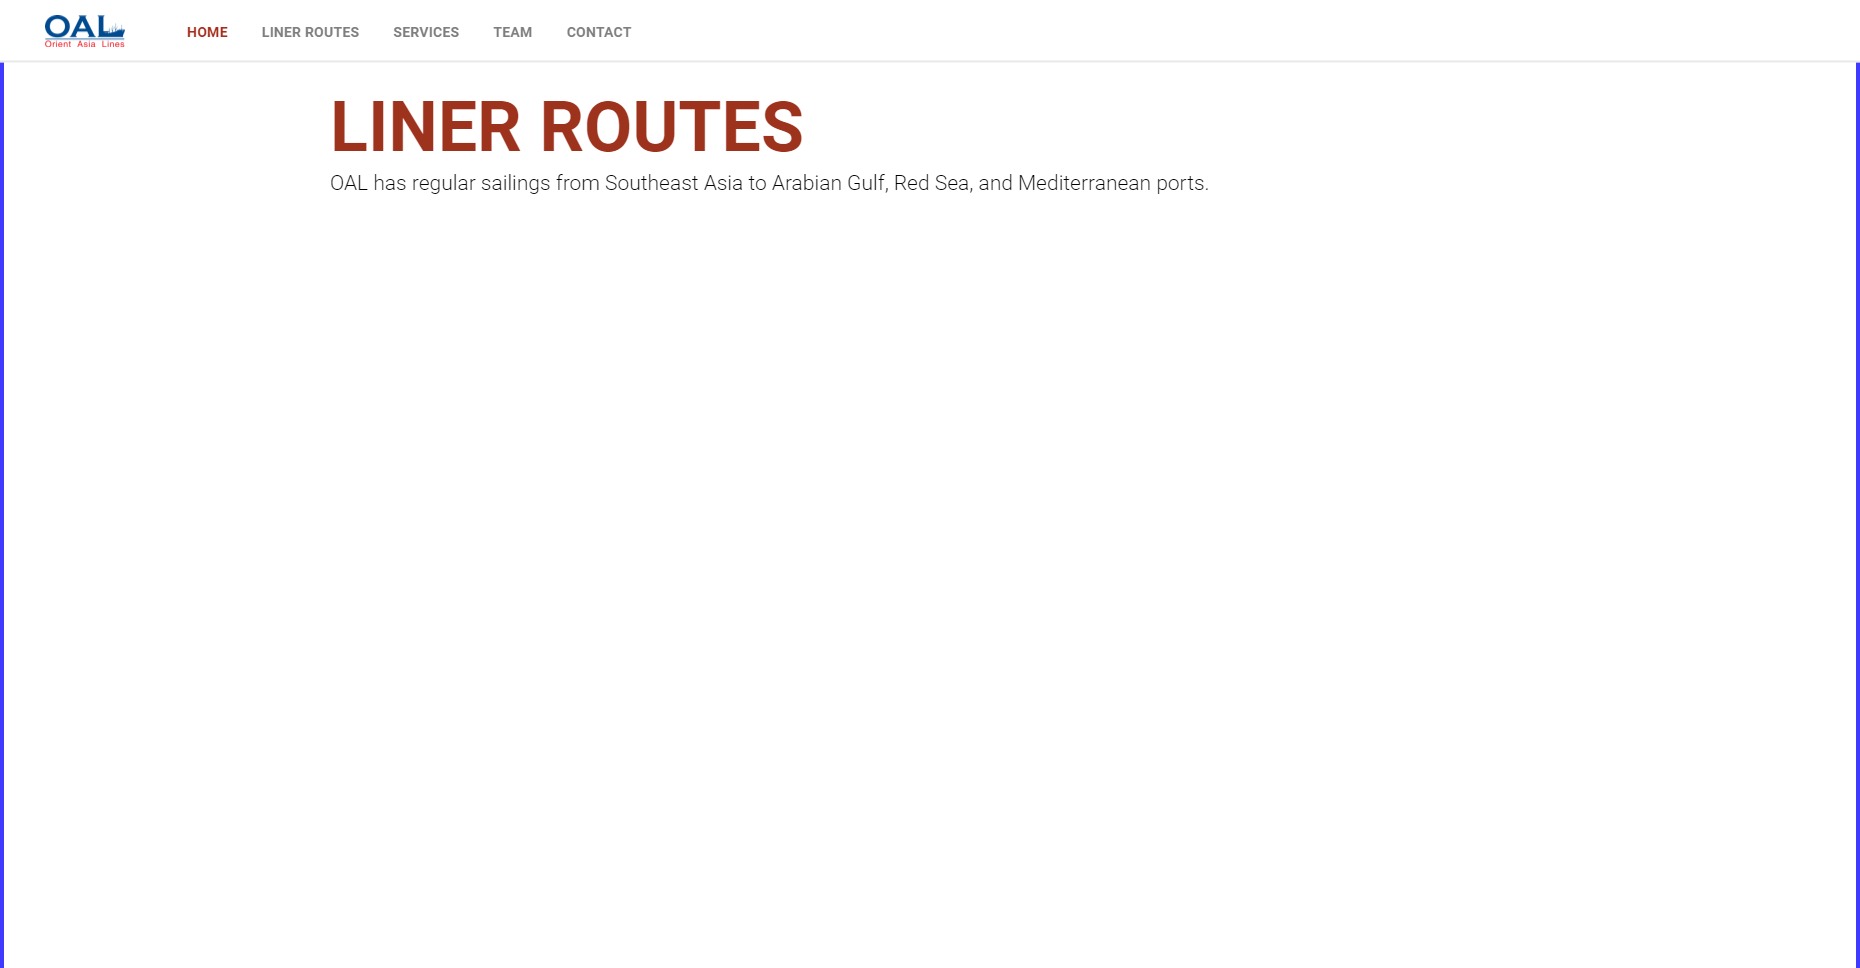 OAL
Orient Asia Lines
HOME LINER ROUTES SERVICES TEAM CONTACT
LINER ROUTES
OAL has regular sailings from Southeast Asia to Arabian Gulf, Red Sea, and Mediterranean ports.